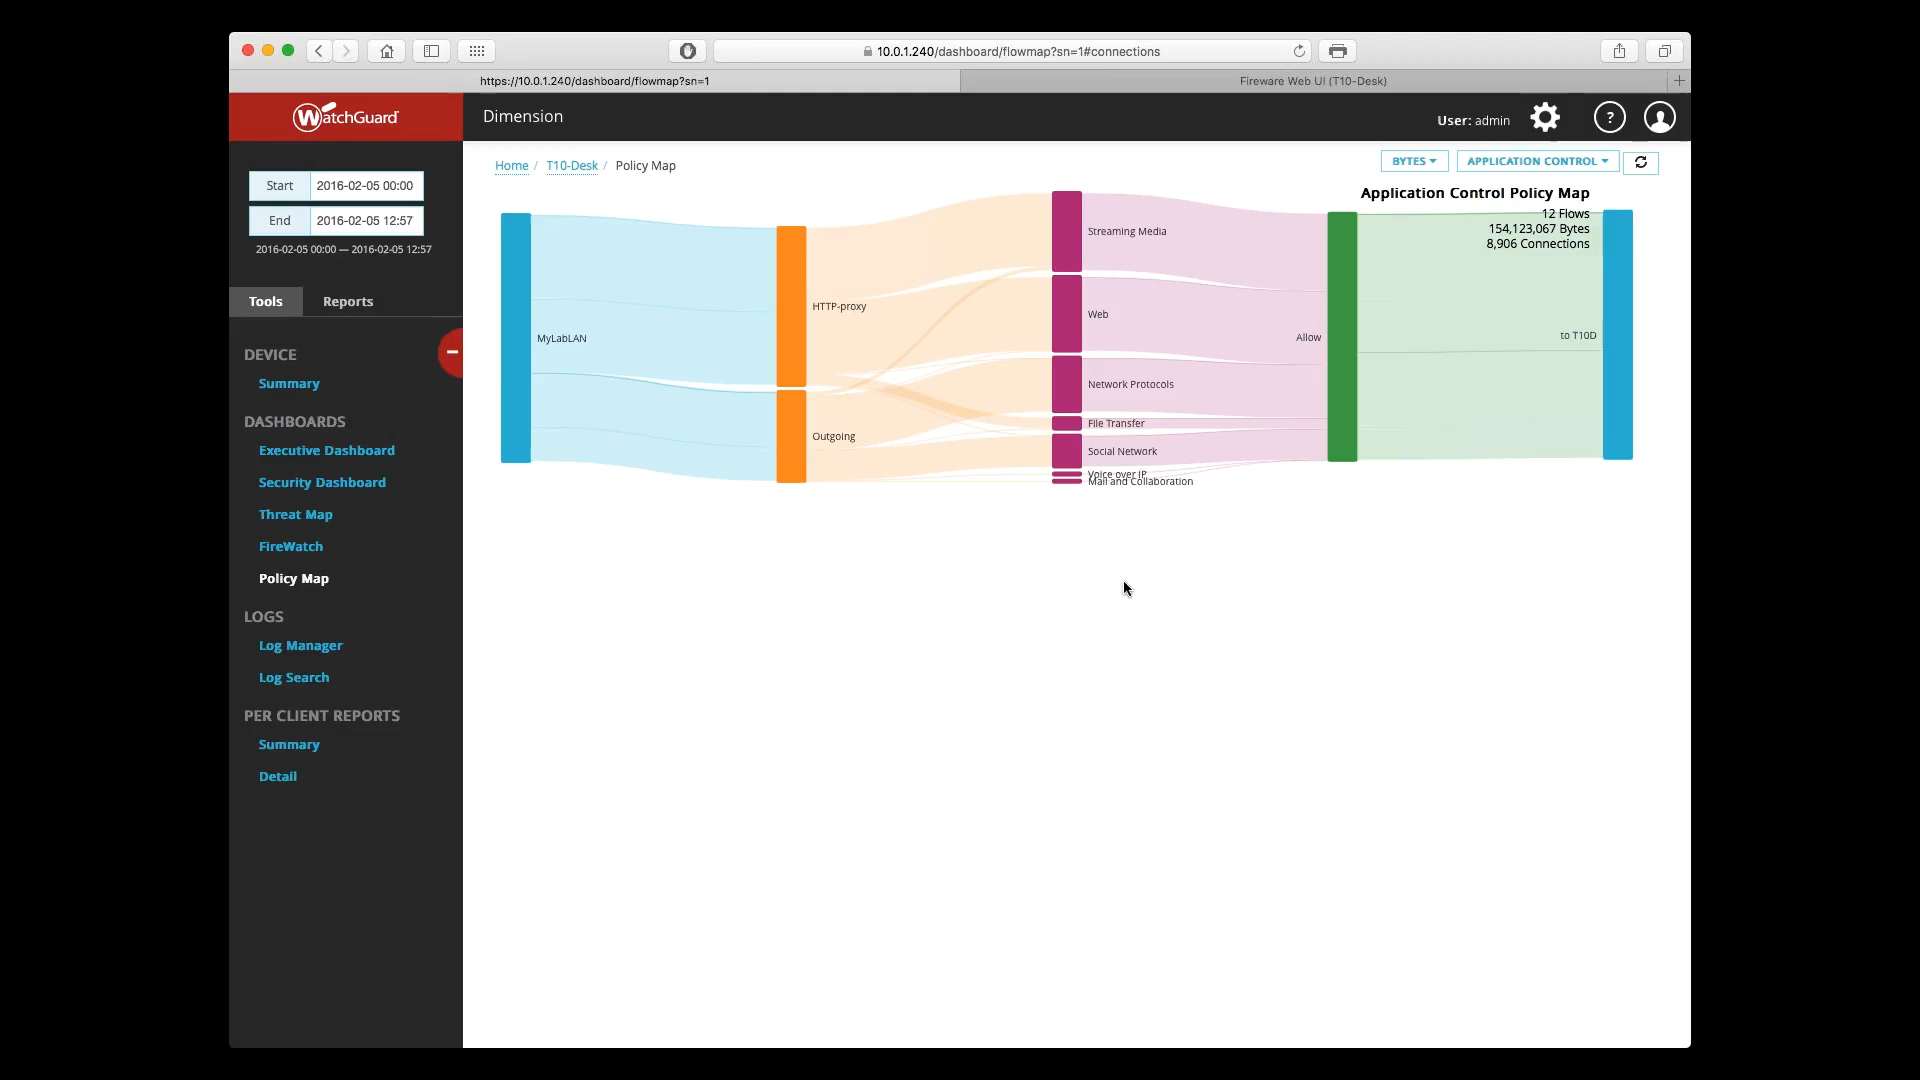 10.0.1.240/dashboard/flowmap?sn=1#connections
https://10.0.1.240/dashboard/flowmap?sn=1
Fireware Web UI (T10-Desk)
WatchGuard
Dimension
User: admin
?
Start 2016-02-05 00:00
End 2016-02-05 12:57
2016-02-05 00:00 — 2016-02-05 12:57
Tools Reports
DEVICE
Summary
DASHBOARDS
Executive Dashboard
Security Dashboard
Threat Map
FireWatch
Policy Map
LOGS
Log Manager
Log Search
PER CLIENT REPORTS
Summary
Detail
Home / T10-Desk / Policy Map
BYTES
APPLICATION CONTROL
Application Control Policy Map
12 Flows
154,123,067 Bytes
8,906 Connections
MyLabLAN
HTTP-proxy
Outgoing
Streaming Media
Web
Network Protocols
File Transfer
Social Network
Voice over IP
Mail and Collaboration
Allow
to T10D